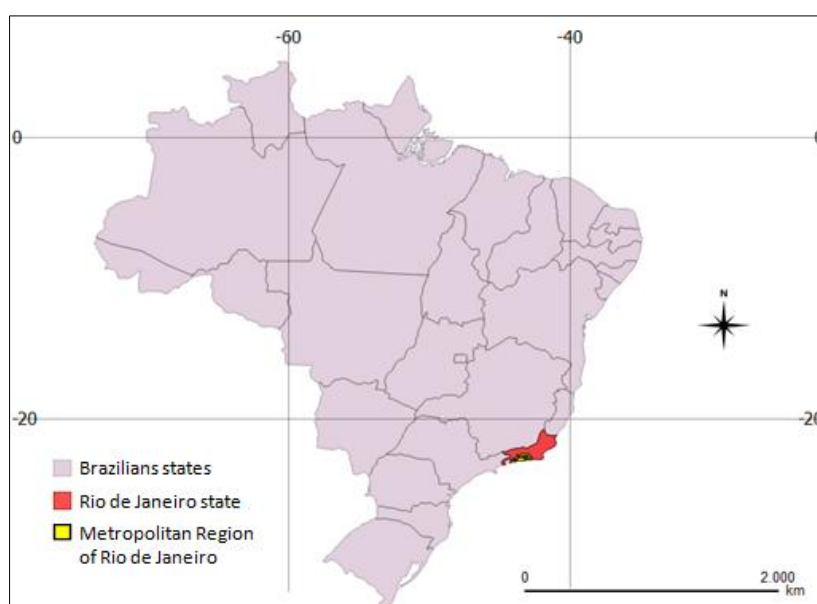 -60
-40
0
0
N
-20
-20
Brazilians states
Rio de Janeiro state
Metropolitan Region
of Rio de Janeiro
0
2.000
km